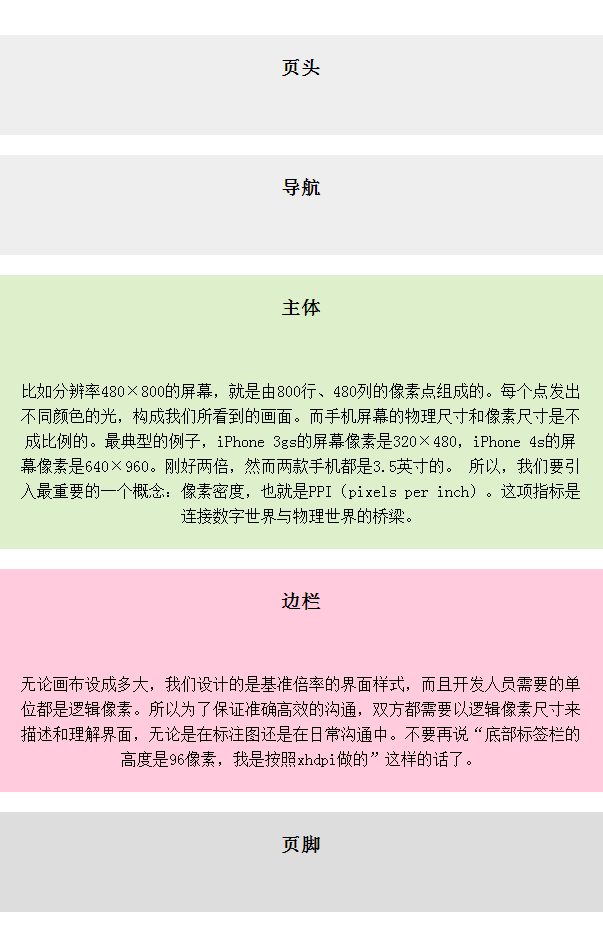 页头
导航
主体
比如分辨率480×800的屏幕，就是由800行、480列的像素点组成的。每个点发出
不同颜色的光，构成我们所看到的画面。而手机屏幕的物理尺寸和像素尺寸是不
成比例的。最典型的例子，iPhone 3gs的屏幕像素是320×480，iPhone 4s的屏
幕像素是640×960。刚好两倍，然而两款手机都是3.5英寸的。 所以，我们要引
入最重要的一个概念：像素密度，也就是PPI（pixels per inch）。这项指标是
连接数字世界与物理世界的桥梁。
边栏
无论画布设成多大，我们设计的是基准倍率的界面样式，而且开发人员需要的单
位都是逻辑像素。所以为了保证准确高效的沟通，双方都需要以逻辑像素尺寸来
描述和理解界面，无论是在标注图还是在日常沟通中。不要再说“底部标签栏的
高度是96像素，我是按照xhdpi做的”这样的话了。
页脚